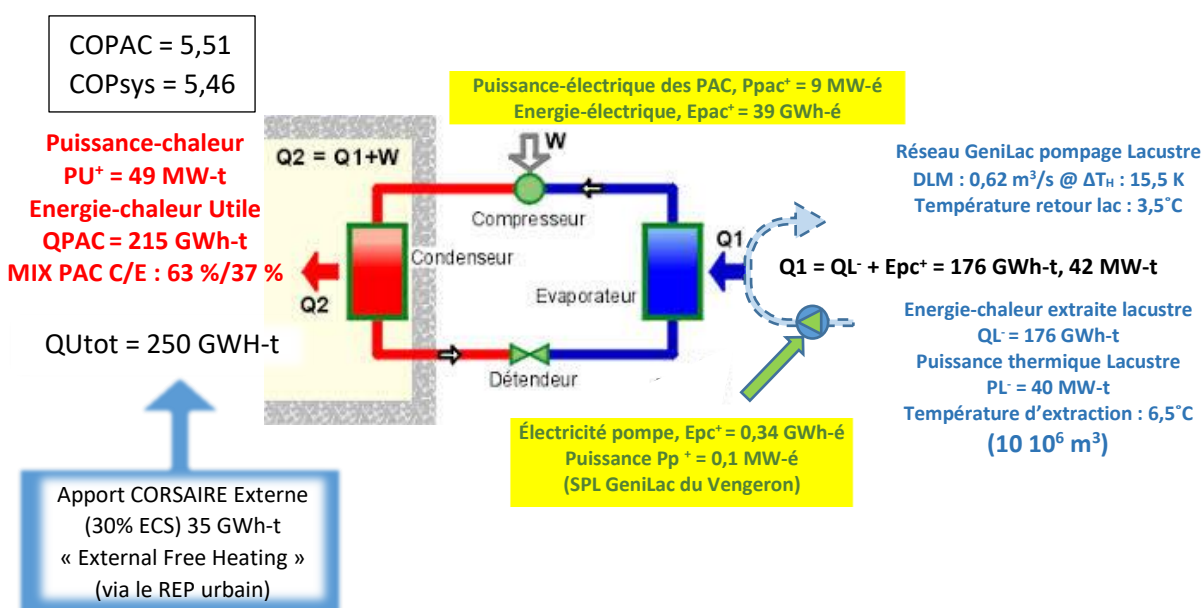 COPAC = 5,51
COPsys = 5,46
Puissance-électrique des PAC, Ppac⁺ = 9 MW-é
Energie-électrique, Epac⁺ = 39 GWh-é
Puissance-chaleur
PU⁺ = 49 MW-t
Energie-chaleur Utile
QPAC = 215 GWh-t
MIX PAC C/E : 63 %/37 %
QUtot = 250 GWH-t
Q2 = Q1+W
W
Compresseur
Condenseur
Q2
Evaporateur
Q1
Détendeur
Réseau GeniLac pompage Lacustre
DLM : 0,62 m³/s @ ΔTH : 15,5 K
Température retour lac : 3,5˚C
Q1 = QL⁻ + Epc⁺ = 176 GWh-t, 42 MW-t
Energie-chaleur extraite lacustre
QL⁻ = 176 GWh-t
Puissance thermique Lacustre
PL⁻ = 40 MW-t
Température d’extraction : 6,5˚C
(10 10⁶ m³)
Électricité pompe, Epc⁺ = 0,34 GWh-é
Puissance Pp ⁺ = 0,1 MW-é
(SPL GeniLac du Vengeron)
Apport CORSAIRE Externe
(30% ECS) 35 GWh-t
« External Free Heating »
(via le REP urbain)